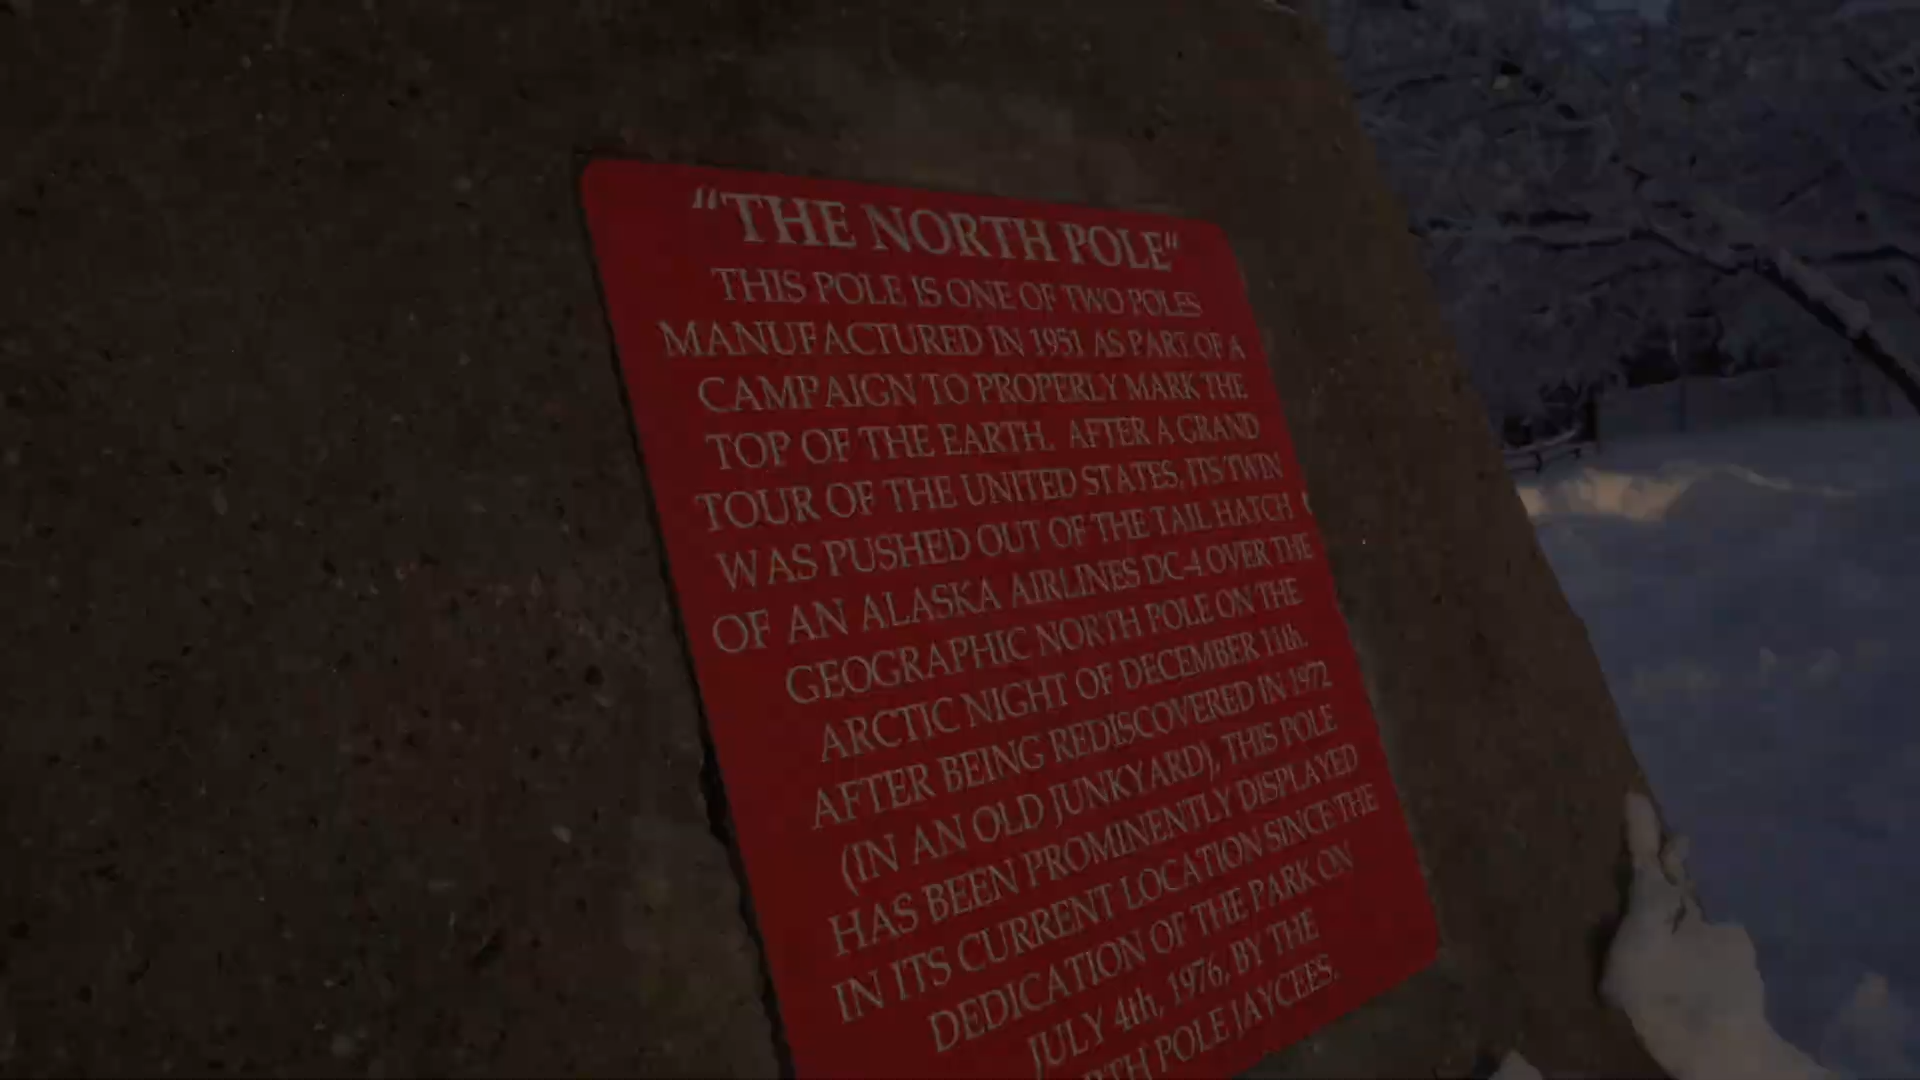 "THE NORTH POLE"
THIS POLE IS ONE OF TWO POLES
MANUFACTURED IN 1951 AS PART OF A
CAMPAIGN TO PROPERLY MARK THE
TOP OF THE EARTH. AFTER A GRAND
TOUR OF THE UNITED STATES, ITS TWIN
WAS PUSHED OUT OF THE TAIL HATCH
OF AN ALASKA AIRLINES DC-4 OVER THE
GEOGRAPHIC NORTH POLE ON THE
ARCTIC NIGHT OF DECEMBER 11th.
AFTER BEING REDISCOVERED IN 1972
(IN AN OLD JUNKYARD), THIS POLE
HAS BEEN PROMINENTLY DISPLAYED
IN ITS CURRENT LOCATION SINCE THE
DEDICATION OF THE PARK ON
JULY 4th, 1976, BY THE
RTH POLE JAYCEES.